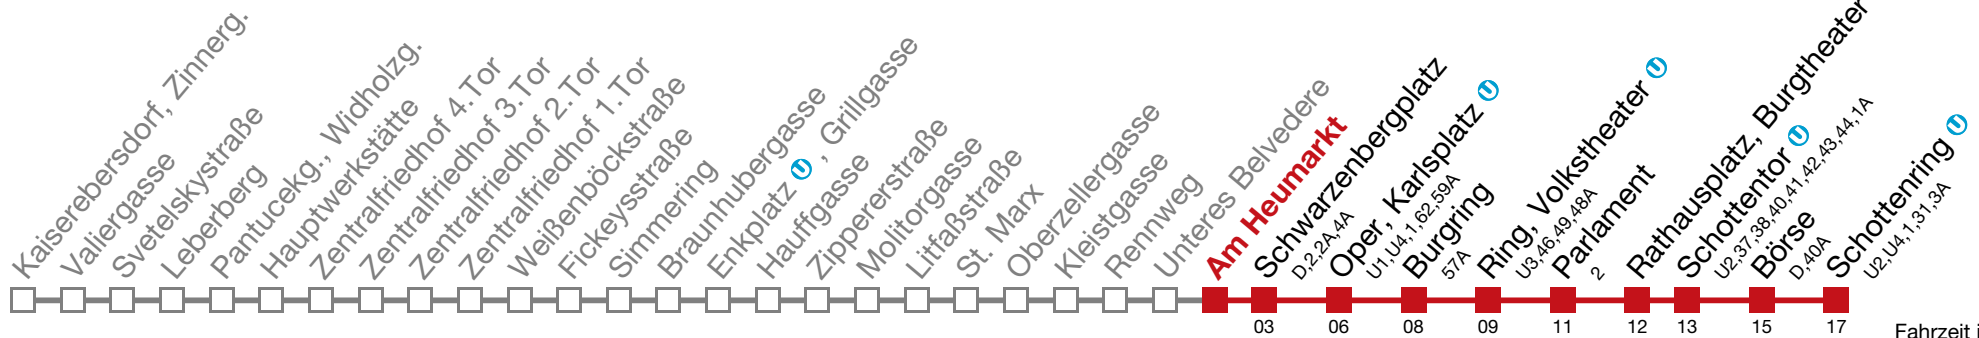 Kaiserebersdorf, Zinnerg.
Valiergasse
Svetelskystraße
Leberberg
Pantucekg., Widholzg.
Hauptwerkstätte
Zentralfriedhof 4.Tor
Zentralfriedhof 3.Tor
Zentralfriedhof 2.Tor
Zentralfriedhof 1.Tor
Weißenböckstraße
Fickeysstraße
Simmering
Braunhubergasse
Enkplatz U , Grillgasse
Hauffgasse
Zippererstraße
Molitorgasse
Litfaßstraße
St. Marx
Oberzellergasse
Kleistgasse
Rennweg
Unteres Belvedere
Am Heumarkt
Schwarzenbergplatz
D,2,2A,4A
Oper, Karlsplatz U
U1,U4,1,62,59A
Burgring
57A
Ring, Volkstheater U
U3,46,49,48A
Parlament
2
Rathausplatz, Burgtheater
Schottentor U
U2,37,38,40,41,42,43,44,1A
Börse
D,40A
Schottenring U
U2,U4,1,31,3A
03 06 08 09 11 12 13 15 17
Fahrzeit i